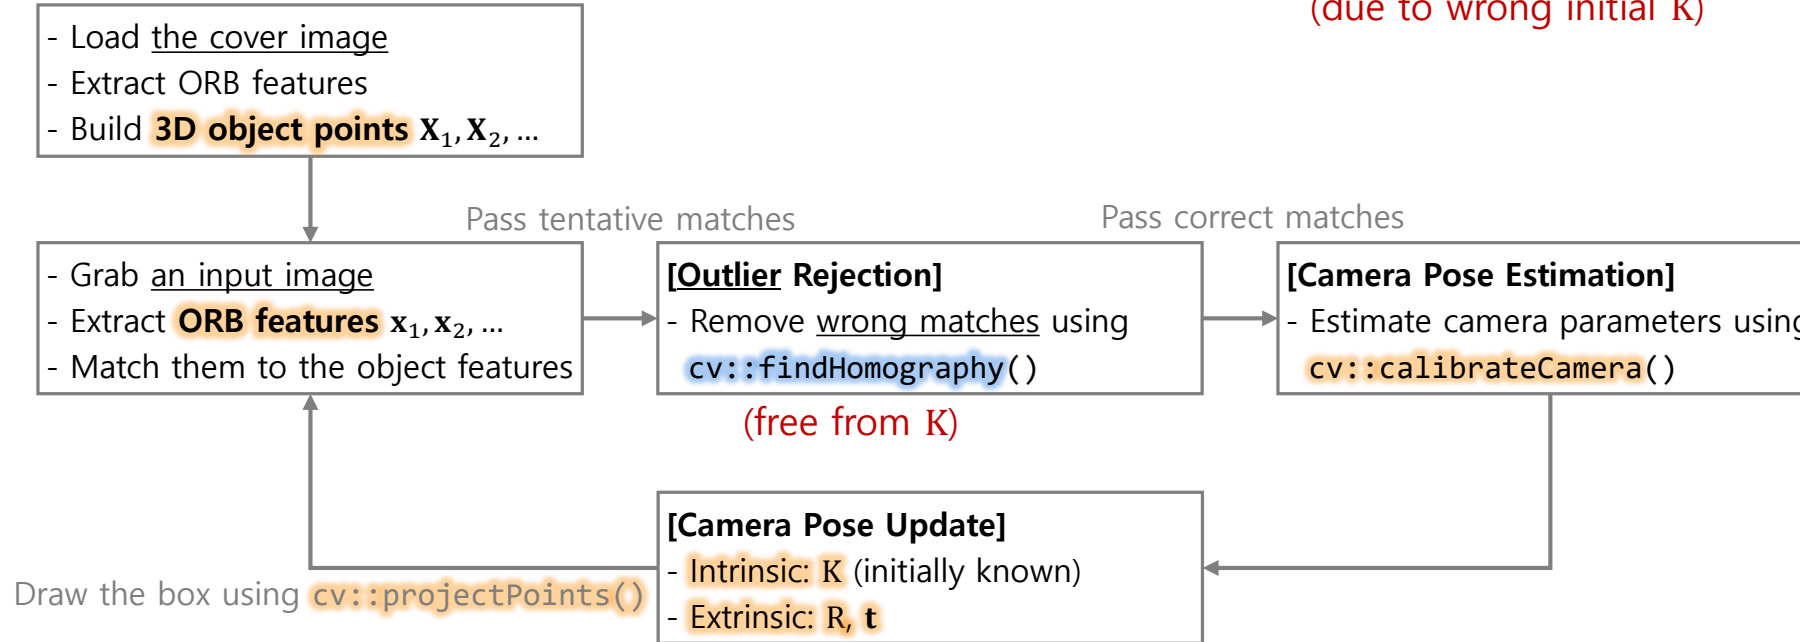 (due to wrong initial K)
- Load the cover image
- Extract ORB features
- Build 3D object points X₁, X₂, …
Pass tentative matches
Pass correct matches
- Grab an input image
- Extract ORB features x₁, x₂, …
- Match them to the object features
[Outlier Rejection]
- Remove wrong matches using
cv::findHomography()
(free from K)
[Camera Pose Estimation]
- Estimate camera parameters using
cv::calibrateCamera()
[Camera Pose Update]
- Intrinsic: K (initially known)
- Extrinsic: R, t
Draw the box using cv::projectPoints()